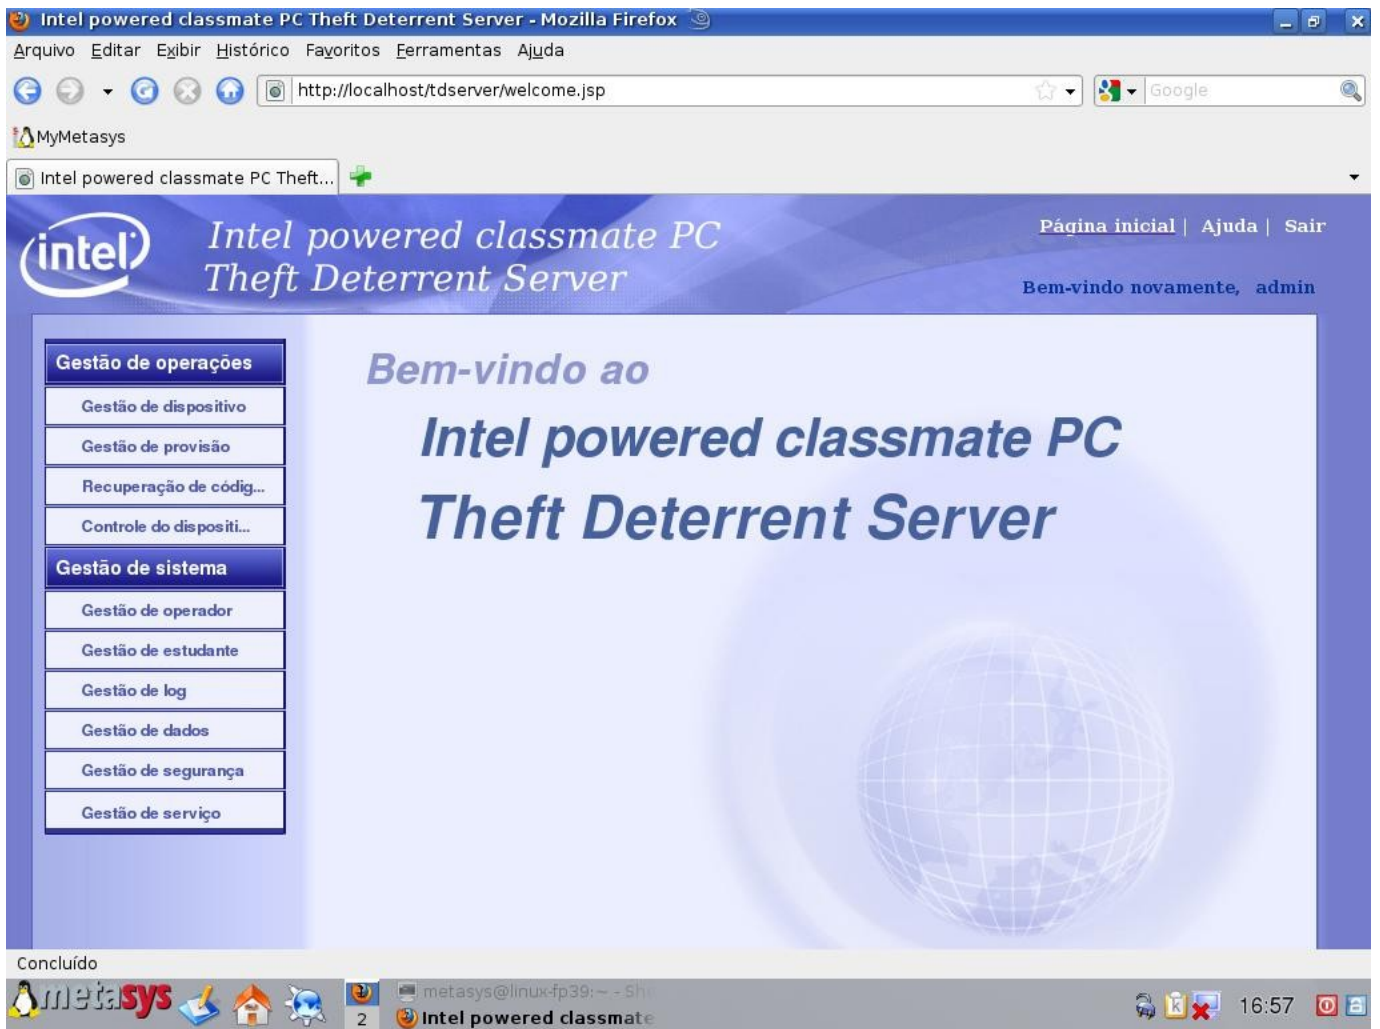 Intel powered classmate PC Theft Deterrent Server - Mozilla Firefox
Arquivo Editar Exibir Histórico Favoritos Ferramentas Ajuda
http://localhost/tdserver/welcome.jsp
Google
MyMetasys
Intel powered classmate PC Theft...
intel
Intel powered classmate PC
Theft Deterrent Server
Página inicial | Ajuda | Sair
Bem-vindo novamente, admin
Gestão de operações
Gestão de dispositivo
Gestão de provisão
Recuperação de códig...
Controle do dispositi...
Gestão de sistema
Gestão de operador
Gestão de estudante
Gestão de log
Gestão de dados
Gestão de segurança
Gestão de serviço
Bem-vindo ao
Intel powered classmate PC
Theft Deterrent Server
Concluído
metasys
2
metasys@linux-fp39:~ - She
Intel powered classmate
16:57